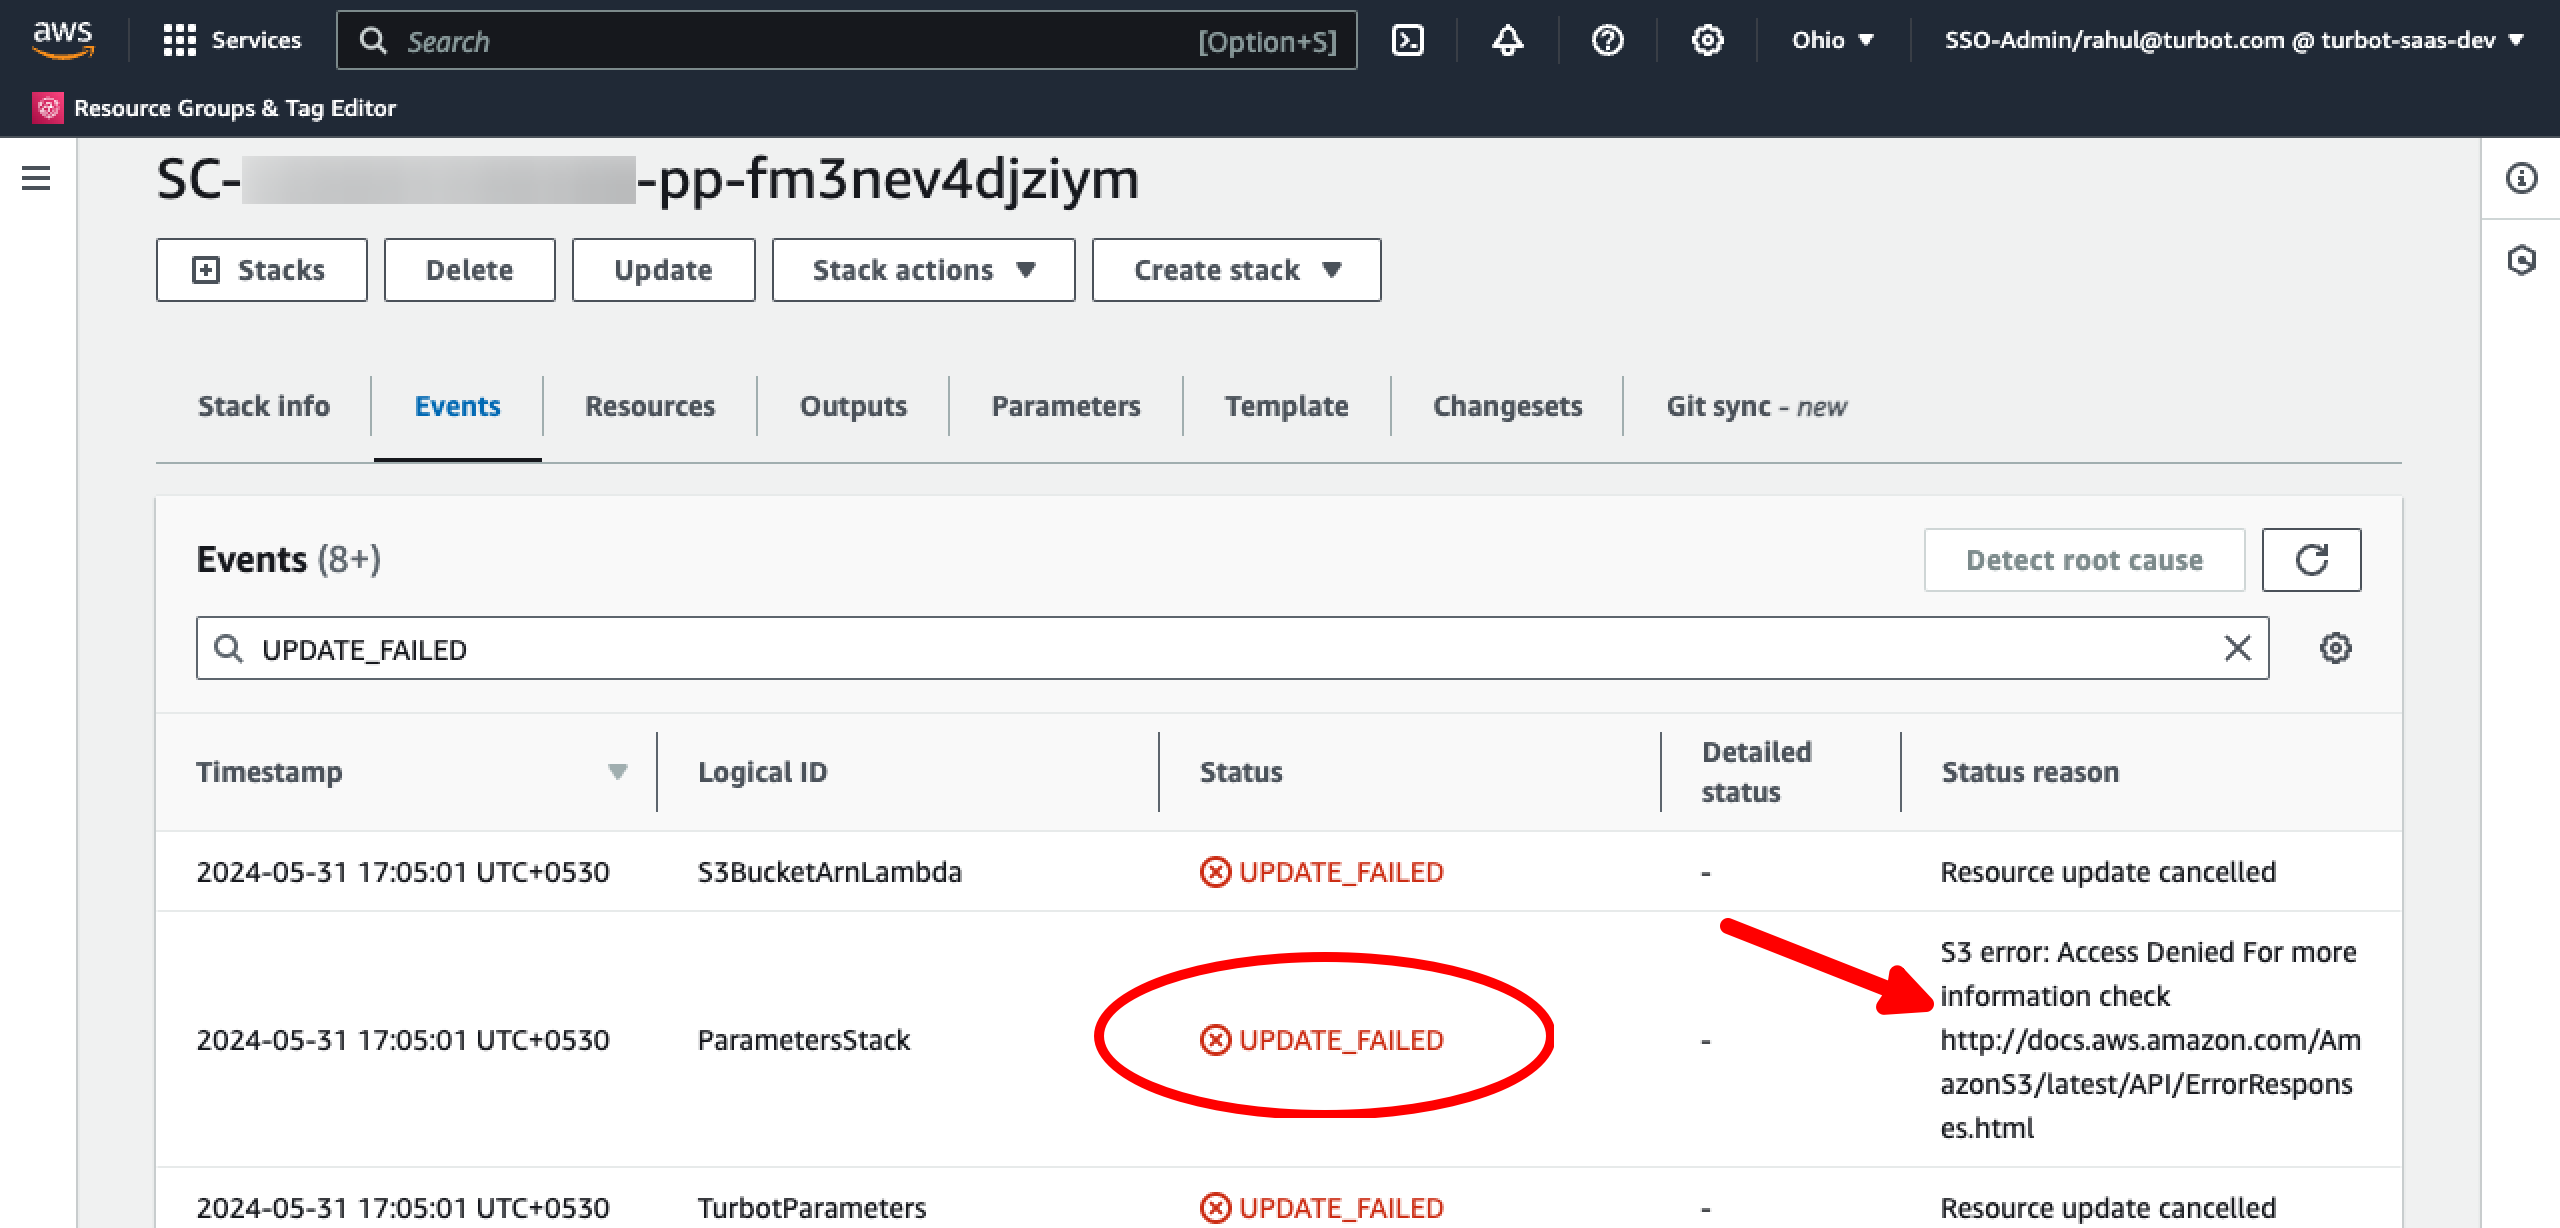 aws
Services
Search
[Option+S]
Ohio
SSO-Admin/rahul@turbot.com @ turbot-saas-dev
Resource Groups & Tag Editor
SC-
-pp-fm3nev4djziym
Stacks
Delete
Update
Stack actions
Create stack
Stack info
Events
Resources
Outputs
Parameters
Template
Changesets
Git sync - new
Events (8+)
Detect root cause
UPDATE_FAILED
Timestamp
Logical ID
Status
Detailed
status
Status reason
2024-05-31 17:05:01 UTC+0530
S3BucketArnLambda
UPDATE_FAILED
-
Resource update cancelled
2024-05-31 17:05:01 UTC+0530
ParametersStack
UPDATE_FAILED
-
S3 error: Access Denied For more
information check
http://docs.aws.amazon.com/Am
azonS3/latest/API/ErrorRespons
es.html
2024-05-31 17:05:01 UTC+0530
TurbotParameters
UPDATE_FAILED
-
Resource update cancelled